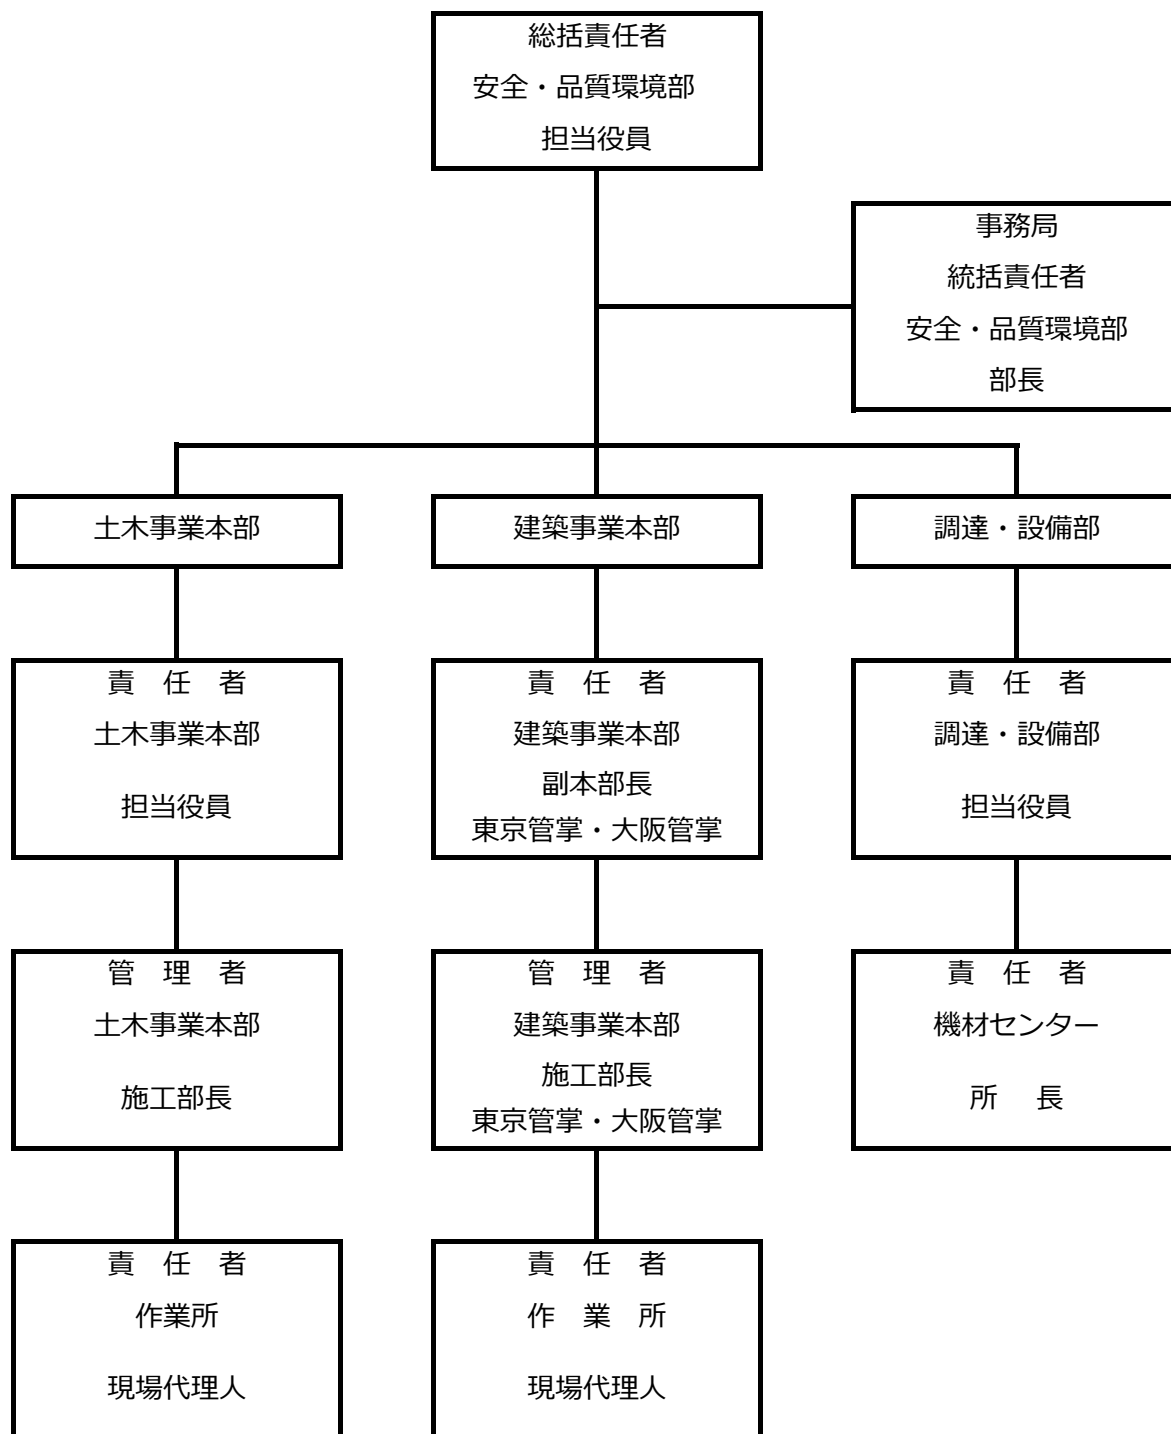 総括責任者
安全・品質環境部
担当役員
事務局
統括責任者
安全・品質環境部
部長
土木事業本部
建築事業本部
調達・設備部
責　任　者
土木事業本部
担当役員
責　任　者
建築事業本部
副本部長
東京管掌・大阪管掌
責　任　者
調達・設備部
担当役員
管　理　者
土木事業本部
施工部長
管　理　者
建築事業本部
施工部長
東京管掌・大阪管掌
責　任　者
機材センター
所　長
責　任　者
作業所
現場代理人
責　任　者
作　業　所
現場代理人